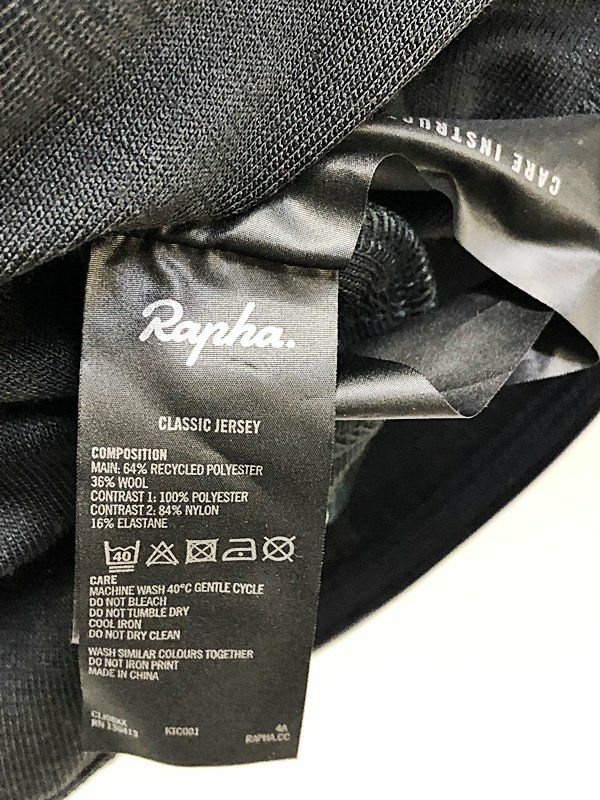 CARE INSTRUC
Rapha.
CLASSIC JERSEY
COMPOSITION
MAIN: 64% RECYCLED POLYESTER
36% WOOL
CONTRAST 1: 100% POLYESTER
CONTRAST 2: 84% NYLON
16% ELASTANE
40
CARE
MACHINE WASH 40°C GENTLE CYCLE
DO NOT BLEACH
DO NOT TUMBLE DRY
COOL IRON
DO NOT DRY CLEAN
WASH SIMILAR COLOURS TOGETHER
DO NOT IRON PRINT
MADE IN CHINA
RN 130413 KTC001 4A
RAPHA.CC